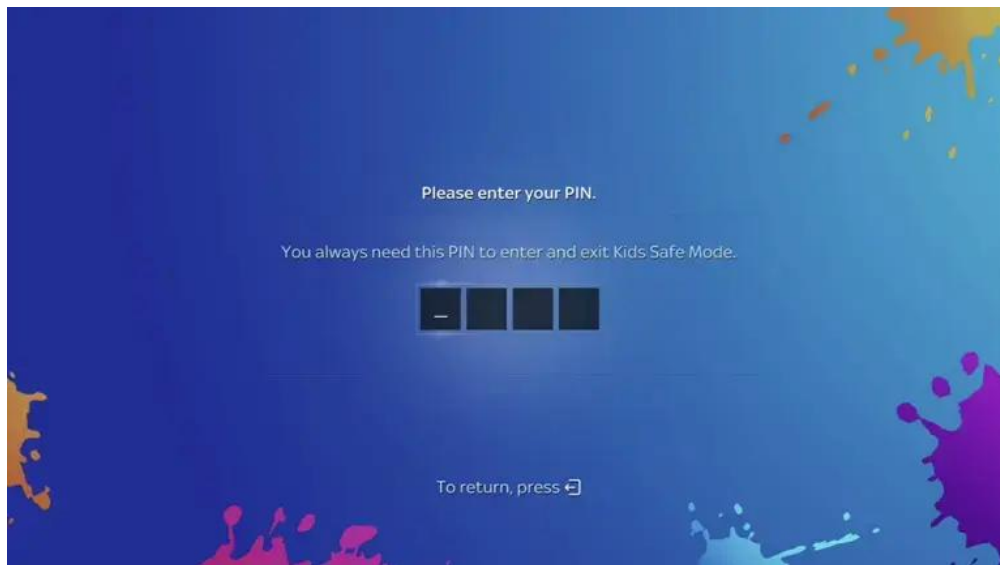 Please enter your PIN.
You always need this PIN to enter and exit Kids Safe Mode.
To return, press